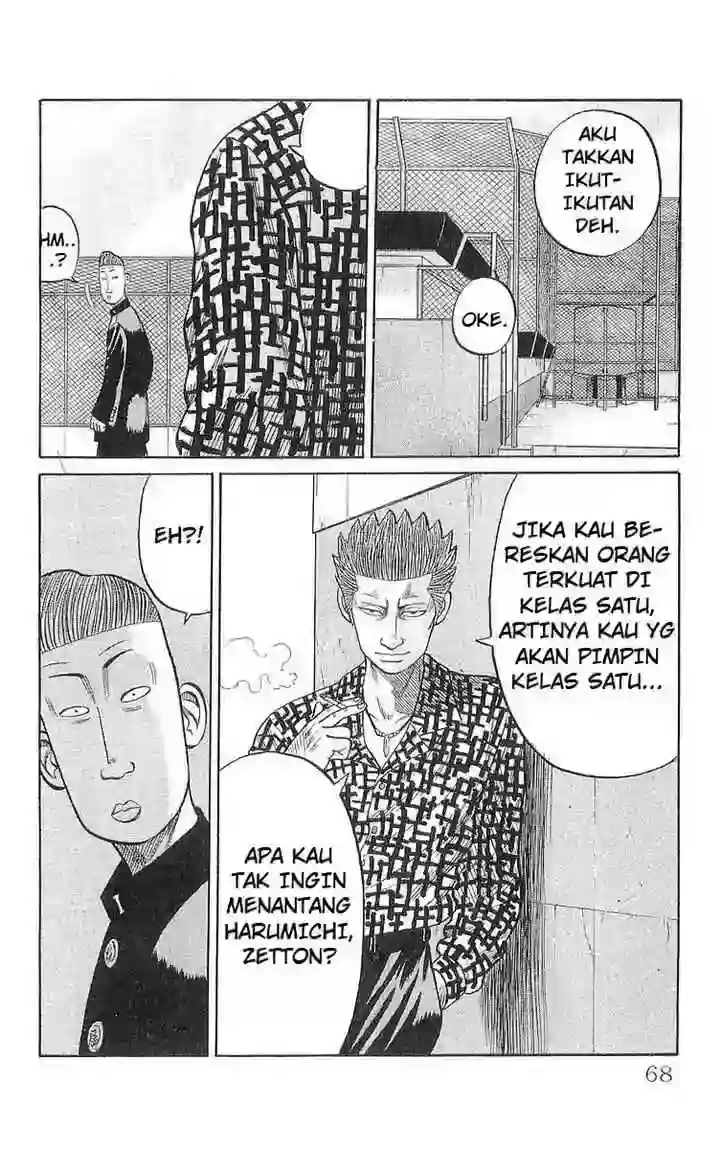 AKU
TAKKAN
IKUT-
IKUTAN
DEH.
OKE.
HM..
.?
JIKA KAU BE-
RESKAN ORANG
TERKUAT DI
KELAS SATU,
ARTINYA KAU YG
AKAN PIMPIN
KELAS SATU...
APA KAU
TAK INGIN
MENANTANG
HARUMICHI,
ZETTON?
EH?!
68